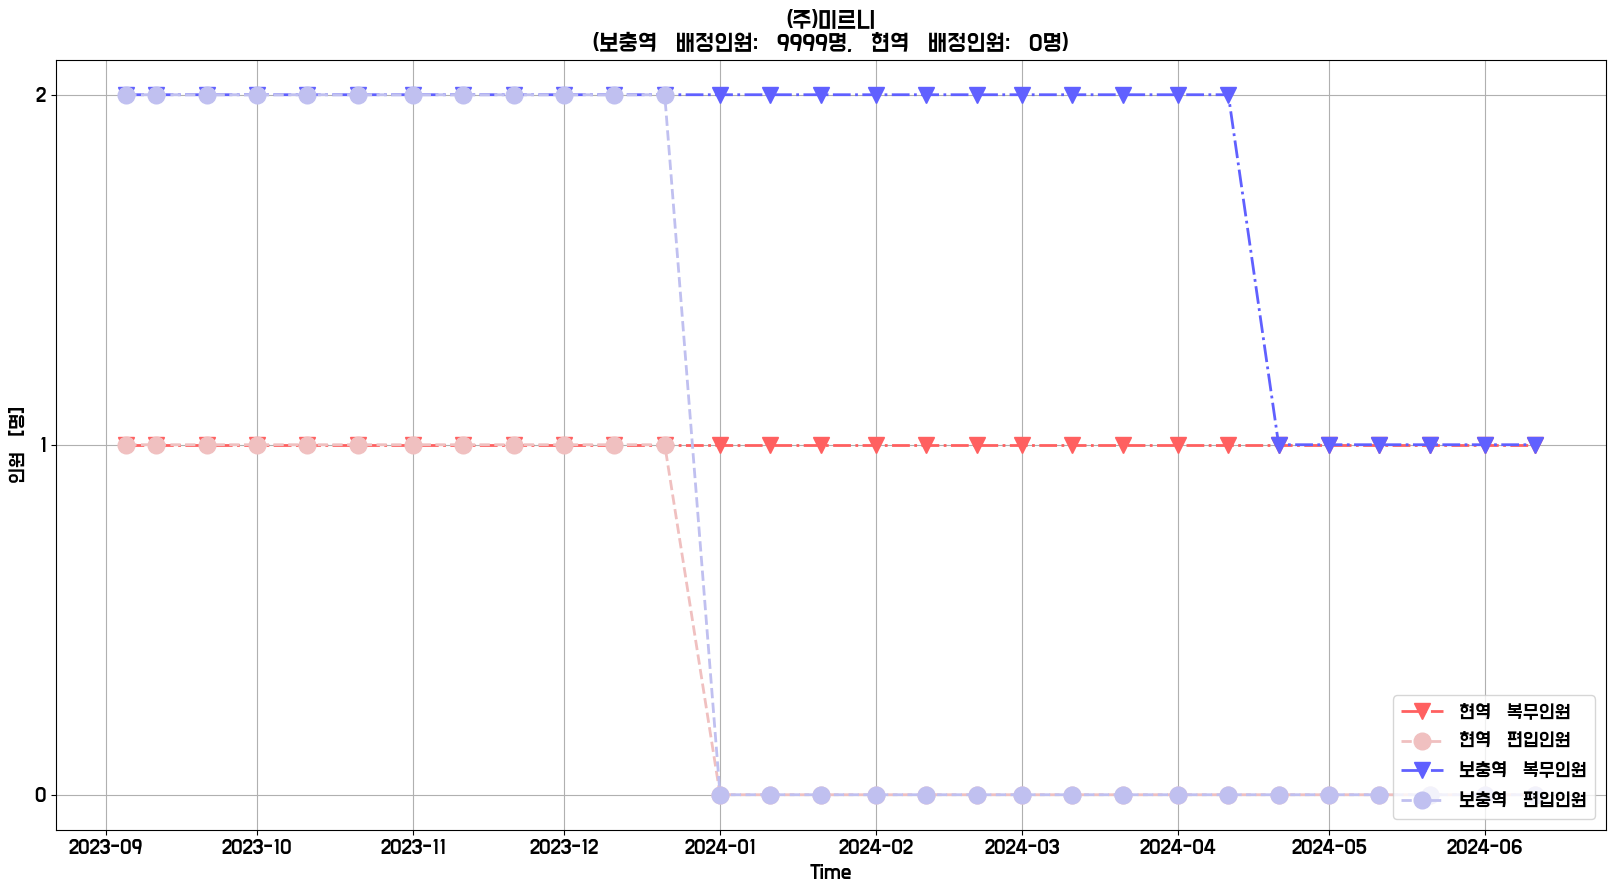 (주)미르니
(보충역 배정인원: 9999명, 현역 배정인원: 0명)
인원 [명]
2
1
0
2023-09 2023-10 2023-11 2023-12 2024-01 2024-02 2024-03 2024-04 2024-05 2024-06
Time
현역 복무인원
현역 편입인원
보충역 복무인원
보충역 편입인원